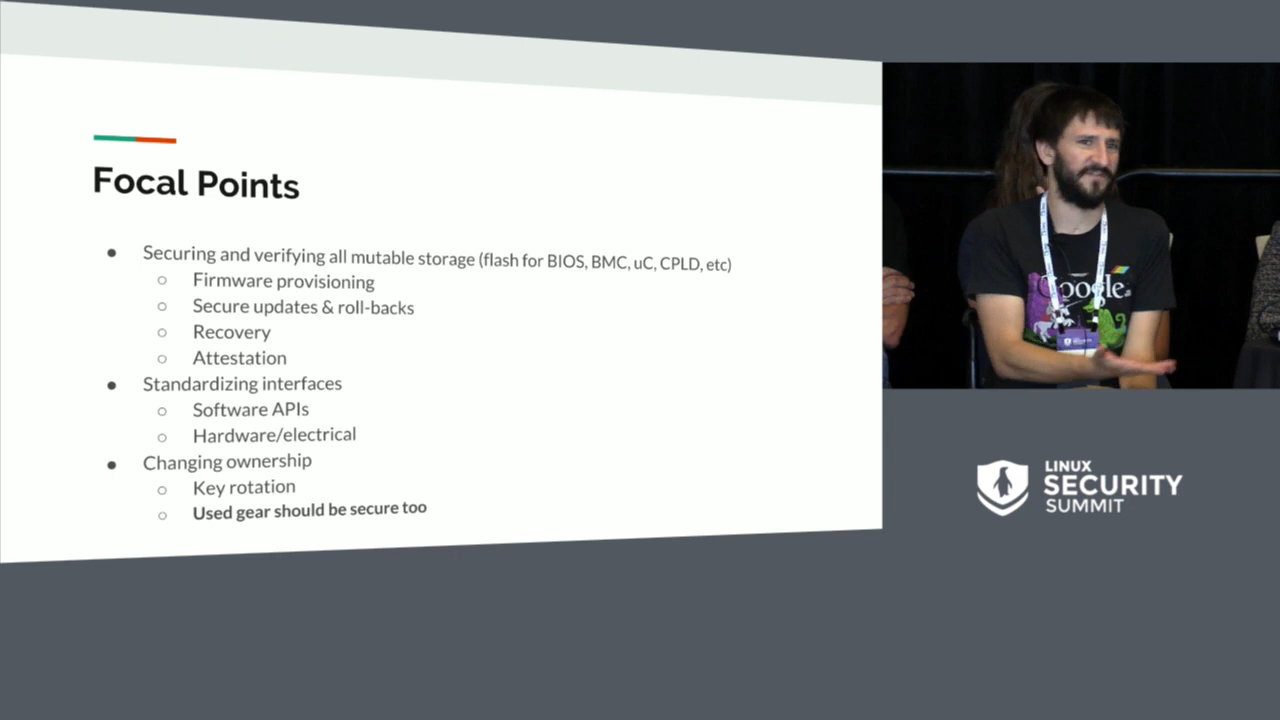 Focal Points
● Securing and verifying all mutable storage (flash for BIOS, BMC, uC, CPLD, etc)
○ Firmware provisioning
○ Secure updates & roll-backs
○ Recovery
○ Attestation
● Standardizing interfaces
○ Software APIs
○ Hardware/electrical
● Changing ownership
○ Key rotation
○ Used gear should be secure too
Google
LINUX
SECURITY
SUMMIT